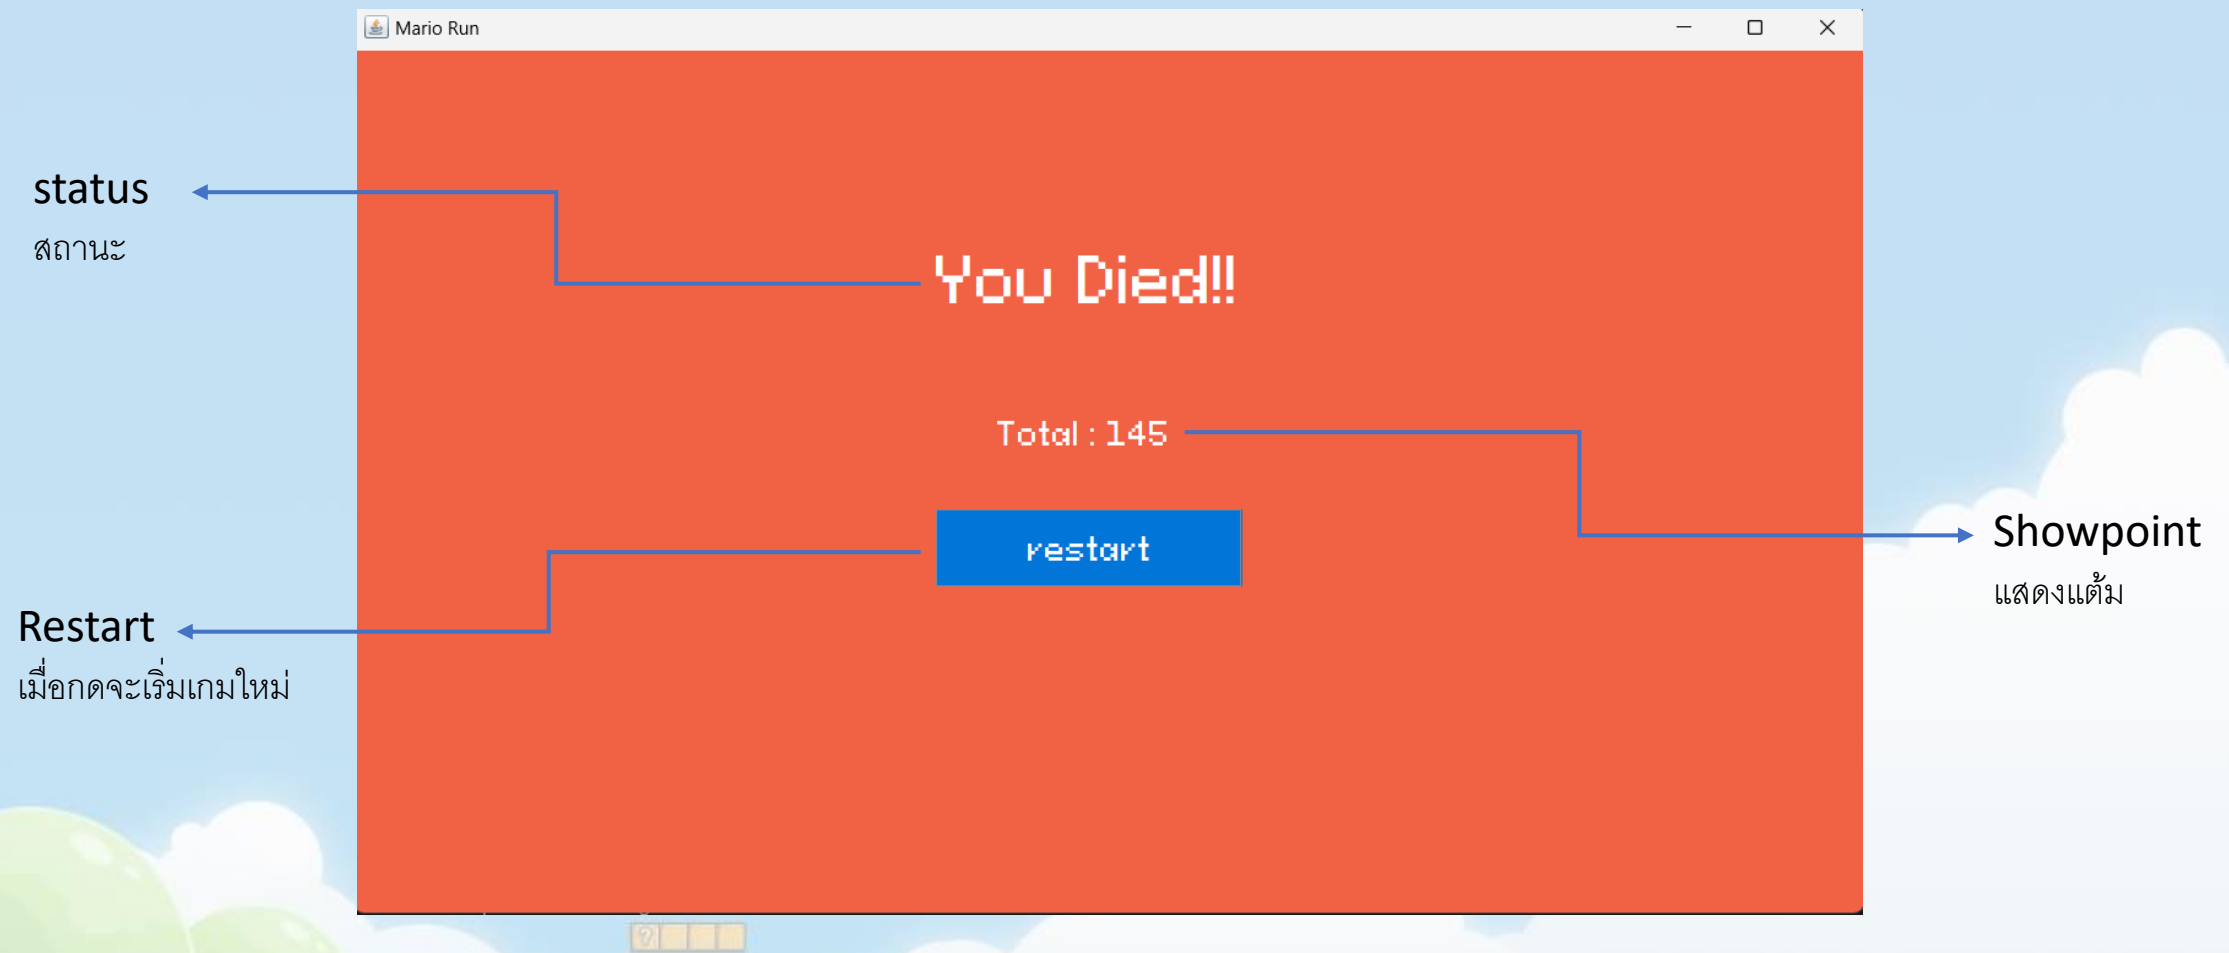 Mario Run
status
สถานะ
You Died!!
Total : 145
restart
Showpoint
แสดงแต้ม
Restart
เมื่อกดจะเริ่มเกมใหม่
?